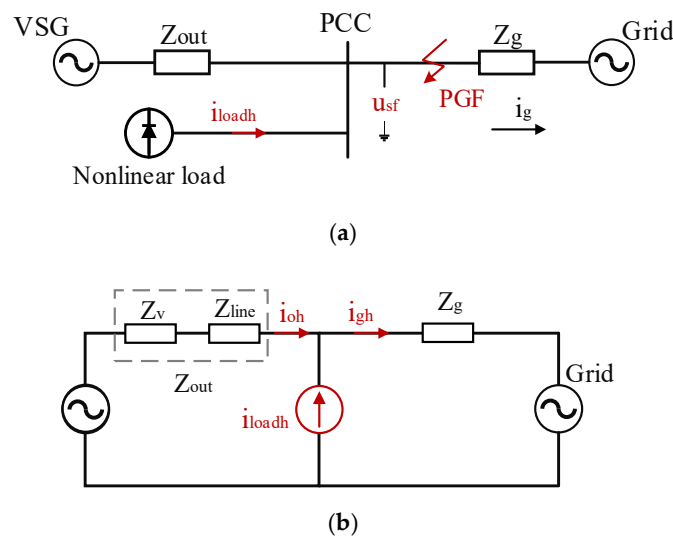 VSG Zout PCC Zg Grid
iloadh usf PGF ig
Nonlinear load
(a)
Zv Zline ioh igh Zg
Zout Grid
iloadh
(b)